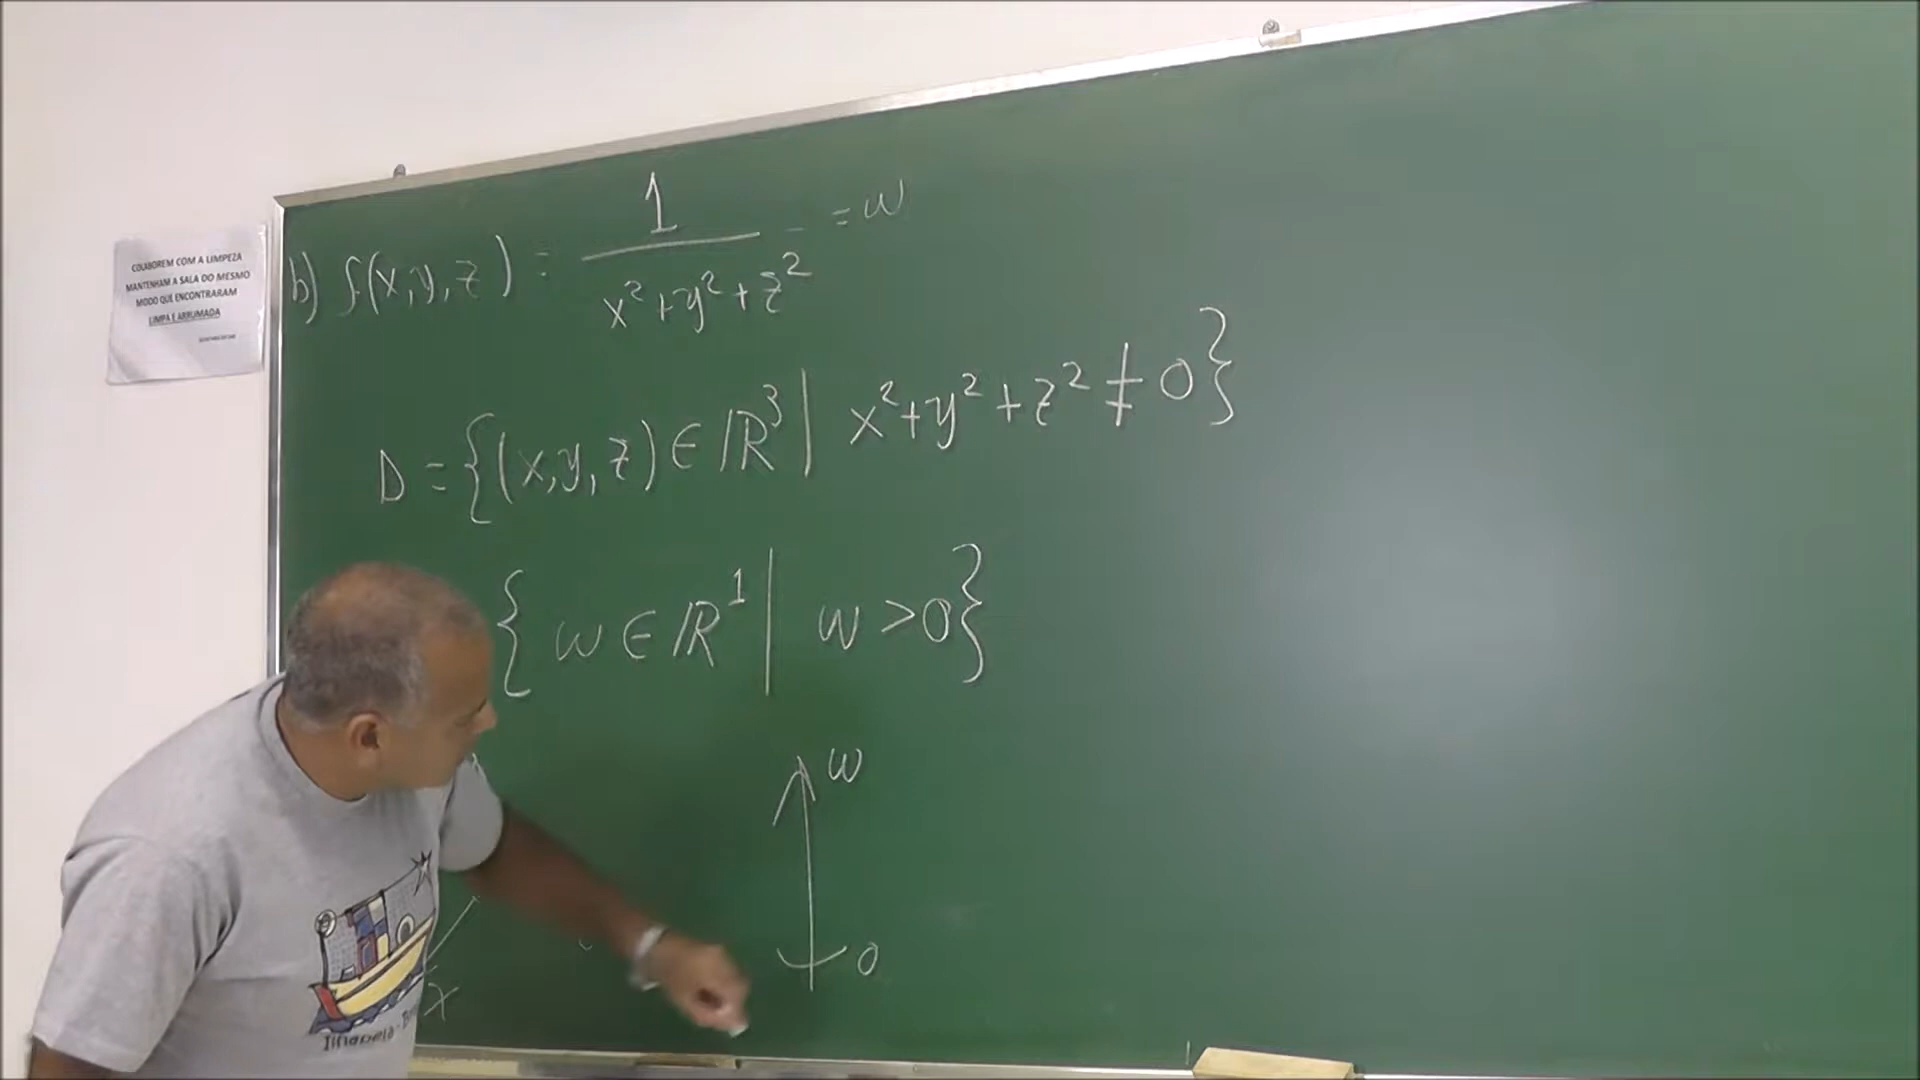 COLABOREM COM A LIMPEZA
MANTENHAM A SALA DO MESMO
MODO QUE ENCONTRARAM
LIMPA E ARRUMADA
b) f(x,y,z) = 1/(x²+y²+z²) = w
D = {(x,y,z) ∈ ℝ³ | x²+y²+z² ≠ 0}
{ w ∈ ℝ¹ | w > 0}
w
0
x